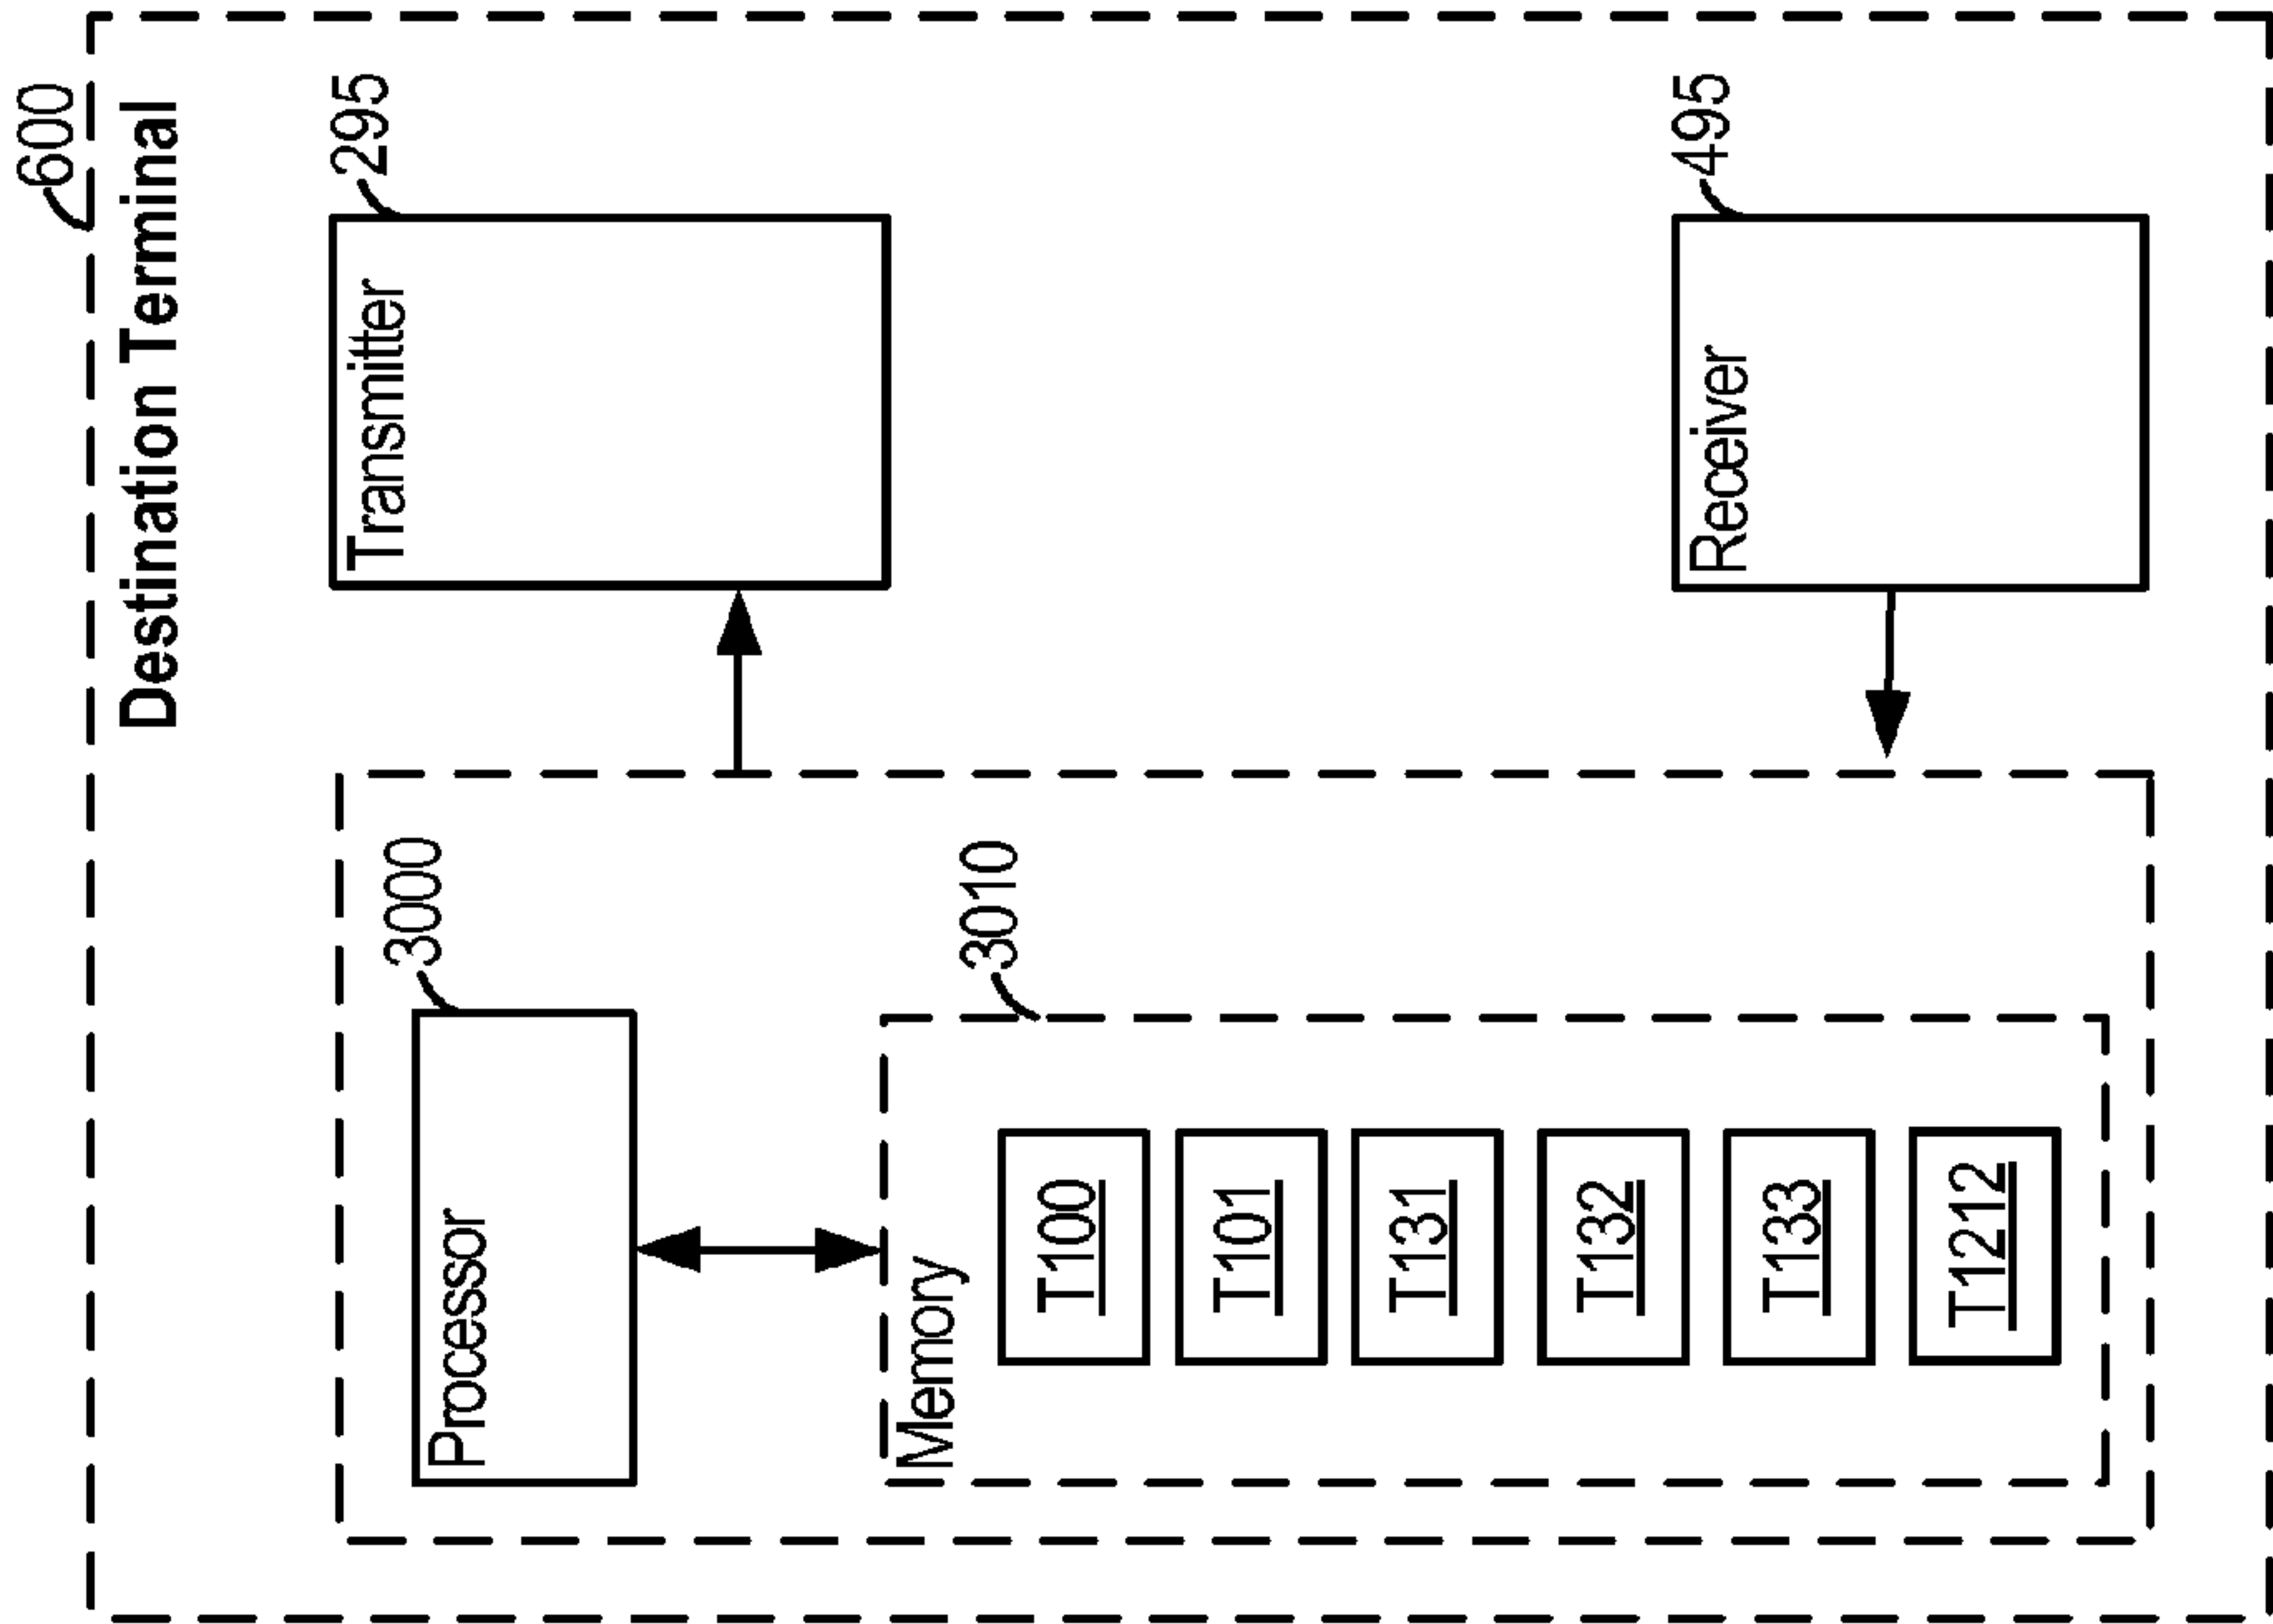 600
Destination Terminal
3000
Processor
295
Transmitter
3010
Memory
T100
T101
T131
T132
T133
T1212
495
Receiver